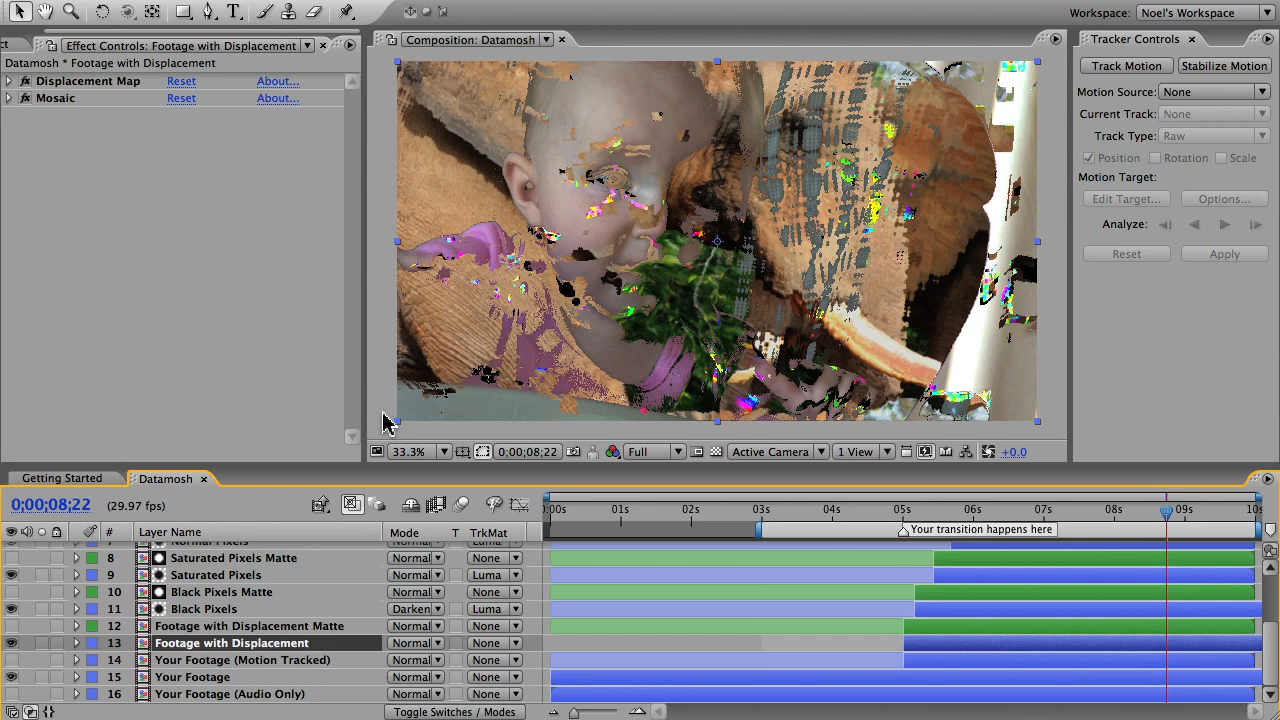 Workspace: Noel's Workspace
ct Effect Controls: Footage with Displacement
Composition: Datamosh
Tracker Controls
Datamosh * Footage with Displacement
Displacement Map Reset About...
Mosaic Reset About...
Track Motion Stabilize Motion
Motion Source: None
Current Track: None
Track Type: Raw
Position Rotation Scale
Motion Target:
Edit Target... Options...
Analyze:
Reset Apply
33.3% 0;00;08;22 Full Active Camera 1 View +0.0
Getting Started Datamosh
0;00;08;22 (29.97 fps)
:00s 01s 02s 03s 04s 05s 06s 07s 08s 09s 10s
Your transition happens here
# Layer Name Mode T TrkMat
7 Normal Pixels Normal Luma
8 Saturated Pixels Matte Normal None
9 Saturated Pixels Normal Luma
10 Black Pixels Matte Normal None
11 Black Pixels Darken Luma
12 Footage with Displacement Matte Normal None
13 Footage with Displacement Normal None
14 Your Footage (Motion Tracked) Normal None
15 Your Footage Normal None
16 Your Footage (Audio Only) Normal None
Toggle Switches / Modes